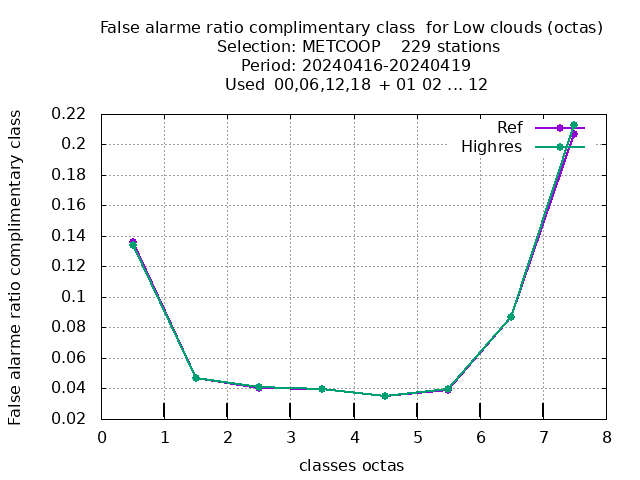 False alarme ratio complimentary class  for Low clouds (octas)
Selection: METCOOP    229 stations
Period: 20240416-20240419
Used  00,06,12,18 + 01 02 ... 12
False alarme ratio complimentary class
0.22
0.2
0.18
0.16
0.14
0.12
0.1
0.08
0.06
0.04
0.02
Ref
Highres
0 1 2 3 4 5 6 7 8
classes octas